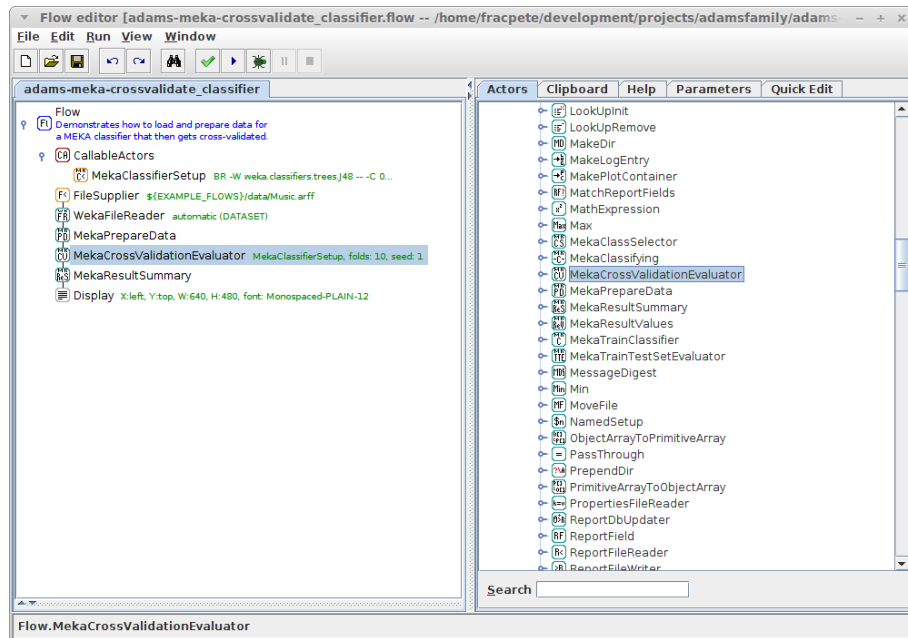 Flow editor [adams-meka-crossvalidate_classifier.flow -- /home/fracpete/development/projects/adamsfamily/adams
File Edit Run View Window
adams-meka-crossvalidate_classifier
Flow
Demonstrates how to load and prepare data for
a MEKA classifier that then gets cross-validated.
CallableActors
MekaClassifierSetup BR -W weka.classifiers.trees.J48 -- -C 0...
FileSupplier ${EXAMPLE_FLOWS}/data/Music.arff
WekaFileReader automatic (DATASET)
MekaPrepareData
MekaCrossValidationEvaluator MekaClassifierSetup, folds: 10, seed: 1
MekaResultSummary
Display X:left, Y:top, W:640, H:480, font: Monospaced-PLAIN-12
Actors Clipboard Help Parameters Quick Edit
LookUpInit
LookUpRemove
MakeDir
MakeLogEntry
MakePlotContainer
MatchReportFields
MathExpression
Max
MekaClassSelector
MekaClassifying
MekaCrossValidationEvaluator
MekaPrepareData
MekaResultSummary
MekaResultValues
MekaTrainClassifier
MekaTrainTestSetEvaluator
MessageDigest
Min
MoveFile
NamedSetup
ObjectArrayToPrimitiveArray
PassThrough
PrependDir
PrimitiveArrayToObjectArray
PropertiesFileReader
ReportDbUpdater
ReportField
ReportFileReader
ReportFileWriter
Search
Flow.MekaCrossValidationEvaluator